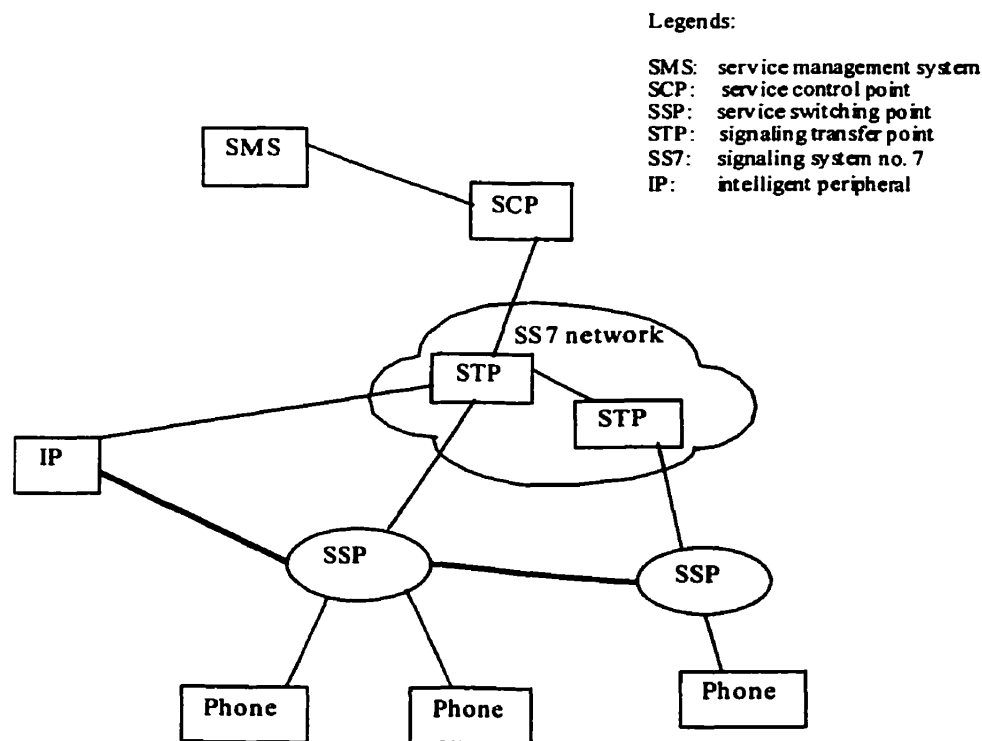 Legends:
SMS: service management system
SCP: service control point
SSP: service switching point
STP: signaling transfer point
SS7: signaling system no. 7
IP: intelligent peripheral
SMS
SCP
SS7 network
STP
STP
IP
SSP
SSP
Phone
Phone
Phone